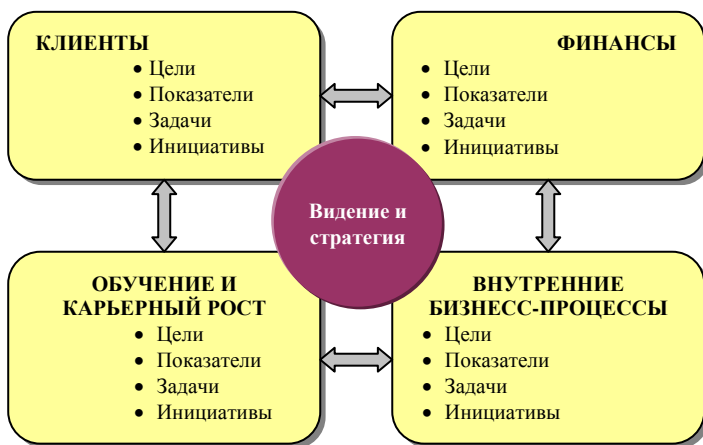 КЛИЕНТЫ
• Цели
• Показатели
• Задачи
• Инициативы
ФИНАНСЫ
• Цели
• Показатели
• Задачи
• Инициативы
Видение и
стратегия
ОБУЧЕНИЕ И
КАРЬЕРНЫЙ РОСТ
• Цели
• Показатели
• Задачи
• Инициативы
ВНУТРЕННИЕ
БИЗНЕСС-ПРОЦЕССЫ
• Цели
• Показатели
• Задачи
• Инициативы